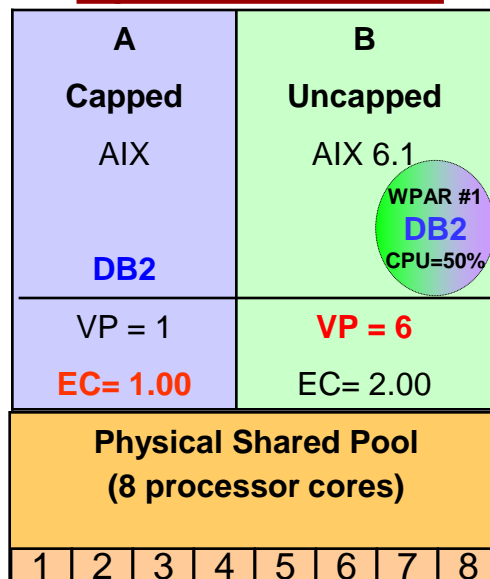 A
Capped
AIX
DB2
VP = 1
EC= 1.00
B
Uncapped
AIX 6.1
WPAR #1
DB2
CPU=50%
VP = 6
EC= 2.00
Physical Shared Pool
(8 processor cores)
1 2 3 4 5 6 7 8